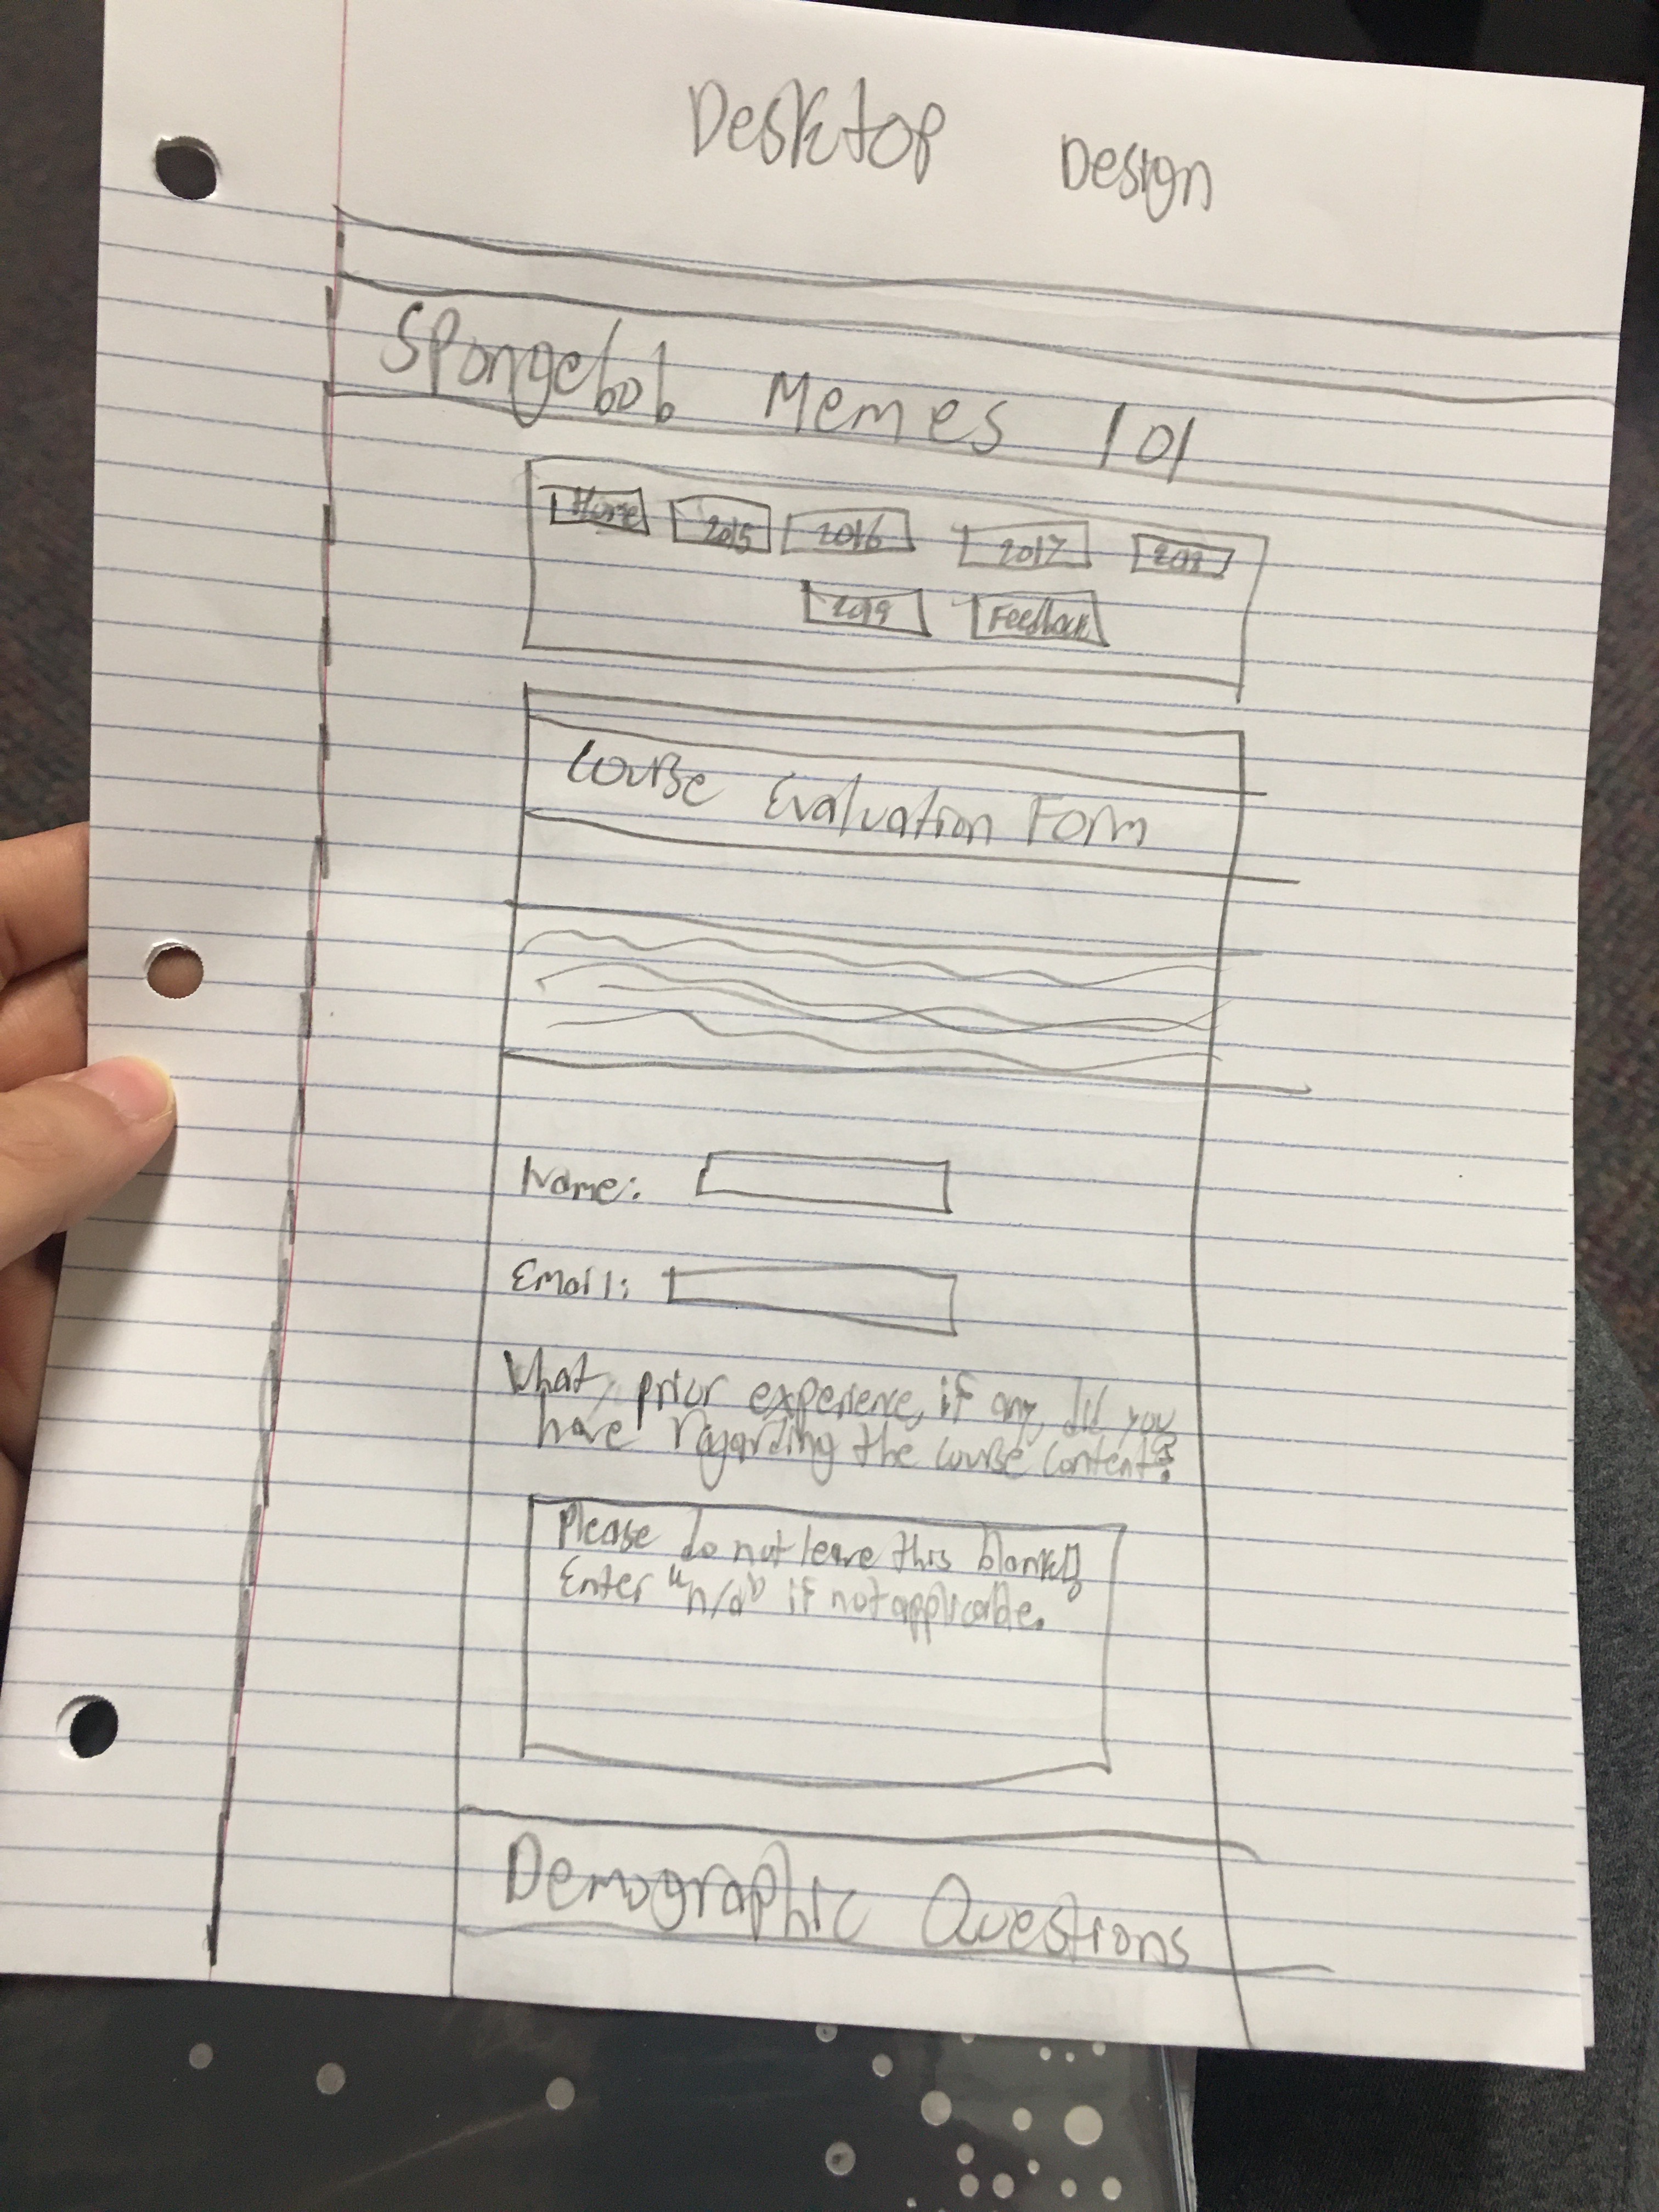 Desktop Design
Spongebob Memes 101
Home 2015 2016 2017
2019 Feedback
Course Evaluation Form
Name:
Email:
What, prior experience, if any, did you
have regarding the course content?
Please do not leave this blank!
Enter "n/a" if not applicable.
Demographic Questions